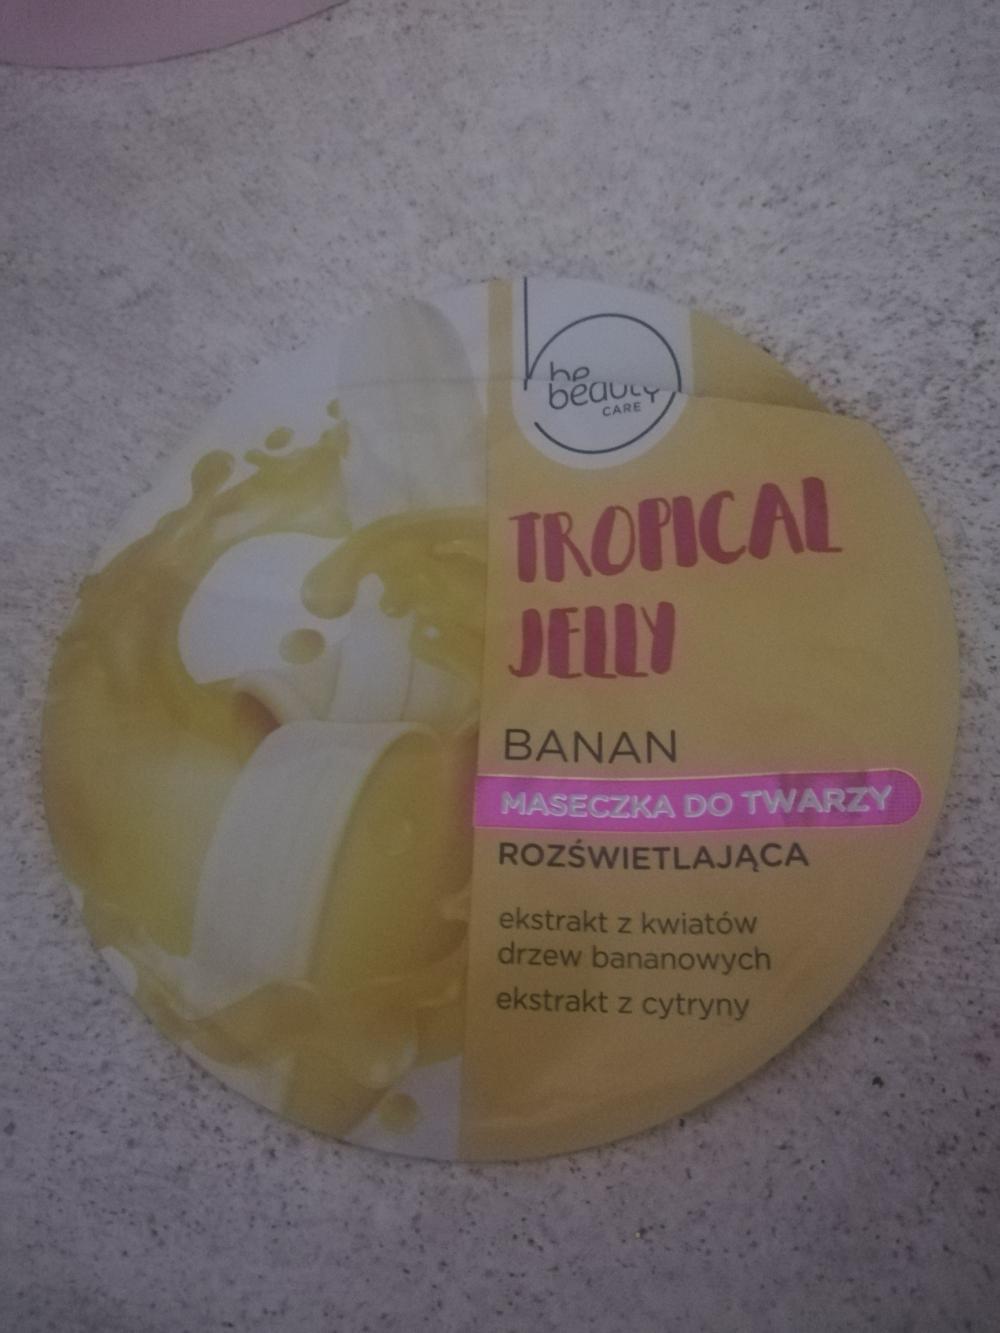 be
beauty
CARE
TROPICAL
JELLY
BANAN
MASECZKA DO TWARZY
ROZŚWIETLAJĄCA
ekstrakt z kwiatów
drzew bananowych
ekstrakt z cytryny